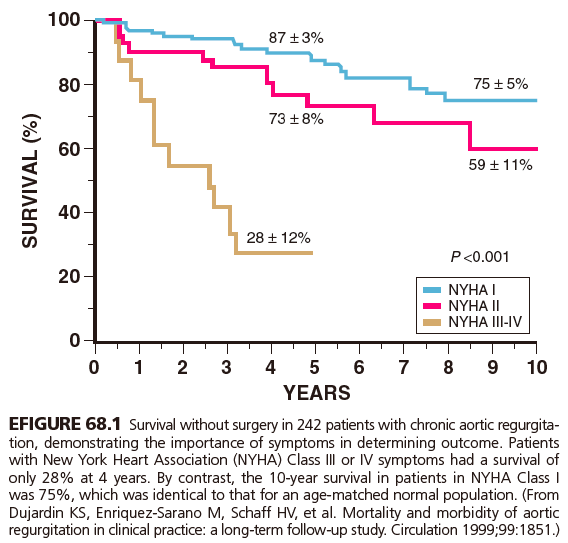 100
80
60
40
20
0
SURVIVAL (%)
87 ± 3%
75 ± 5%
73 ± 8%
59 ± 11%
28 ± 12%
P <0.001
NYHA I
NYHA II
NYHA III-IV
0 1 2 3 4 5 6 7 8 9 10
YEARS
EFIGURE 68.1 Survival without surgery in 242 patients with chronic aortic regurgita-
tion, demonstrating the importance of symptoms in determining outcome. Patients
with New York Heart Association (NYHA) Class III or IV symptoms had a survival of
only 28% at 4 years. By contrast, the 10-year survival in patients in NYHA Class I
was 75%, which was identical to that for an age-matched normal population. (From
Dujardin KS, Enriquez-Sarano M, Schaff HV, et al. Mortality and morbidity of aortic
regurgitation in clinical practice: a long-term follow-up study. Circulation 1999;99:1851.)